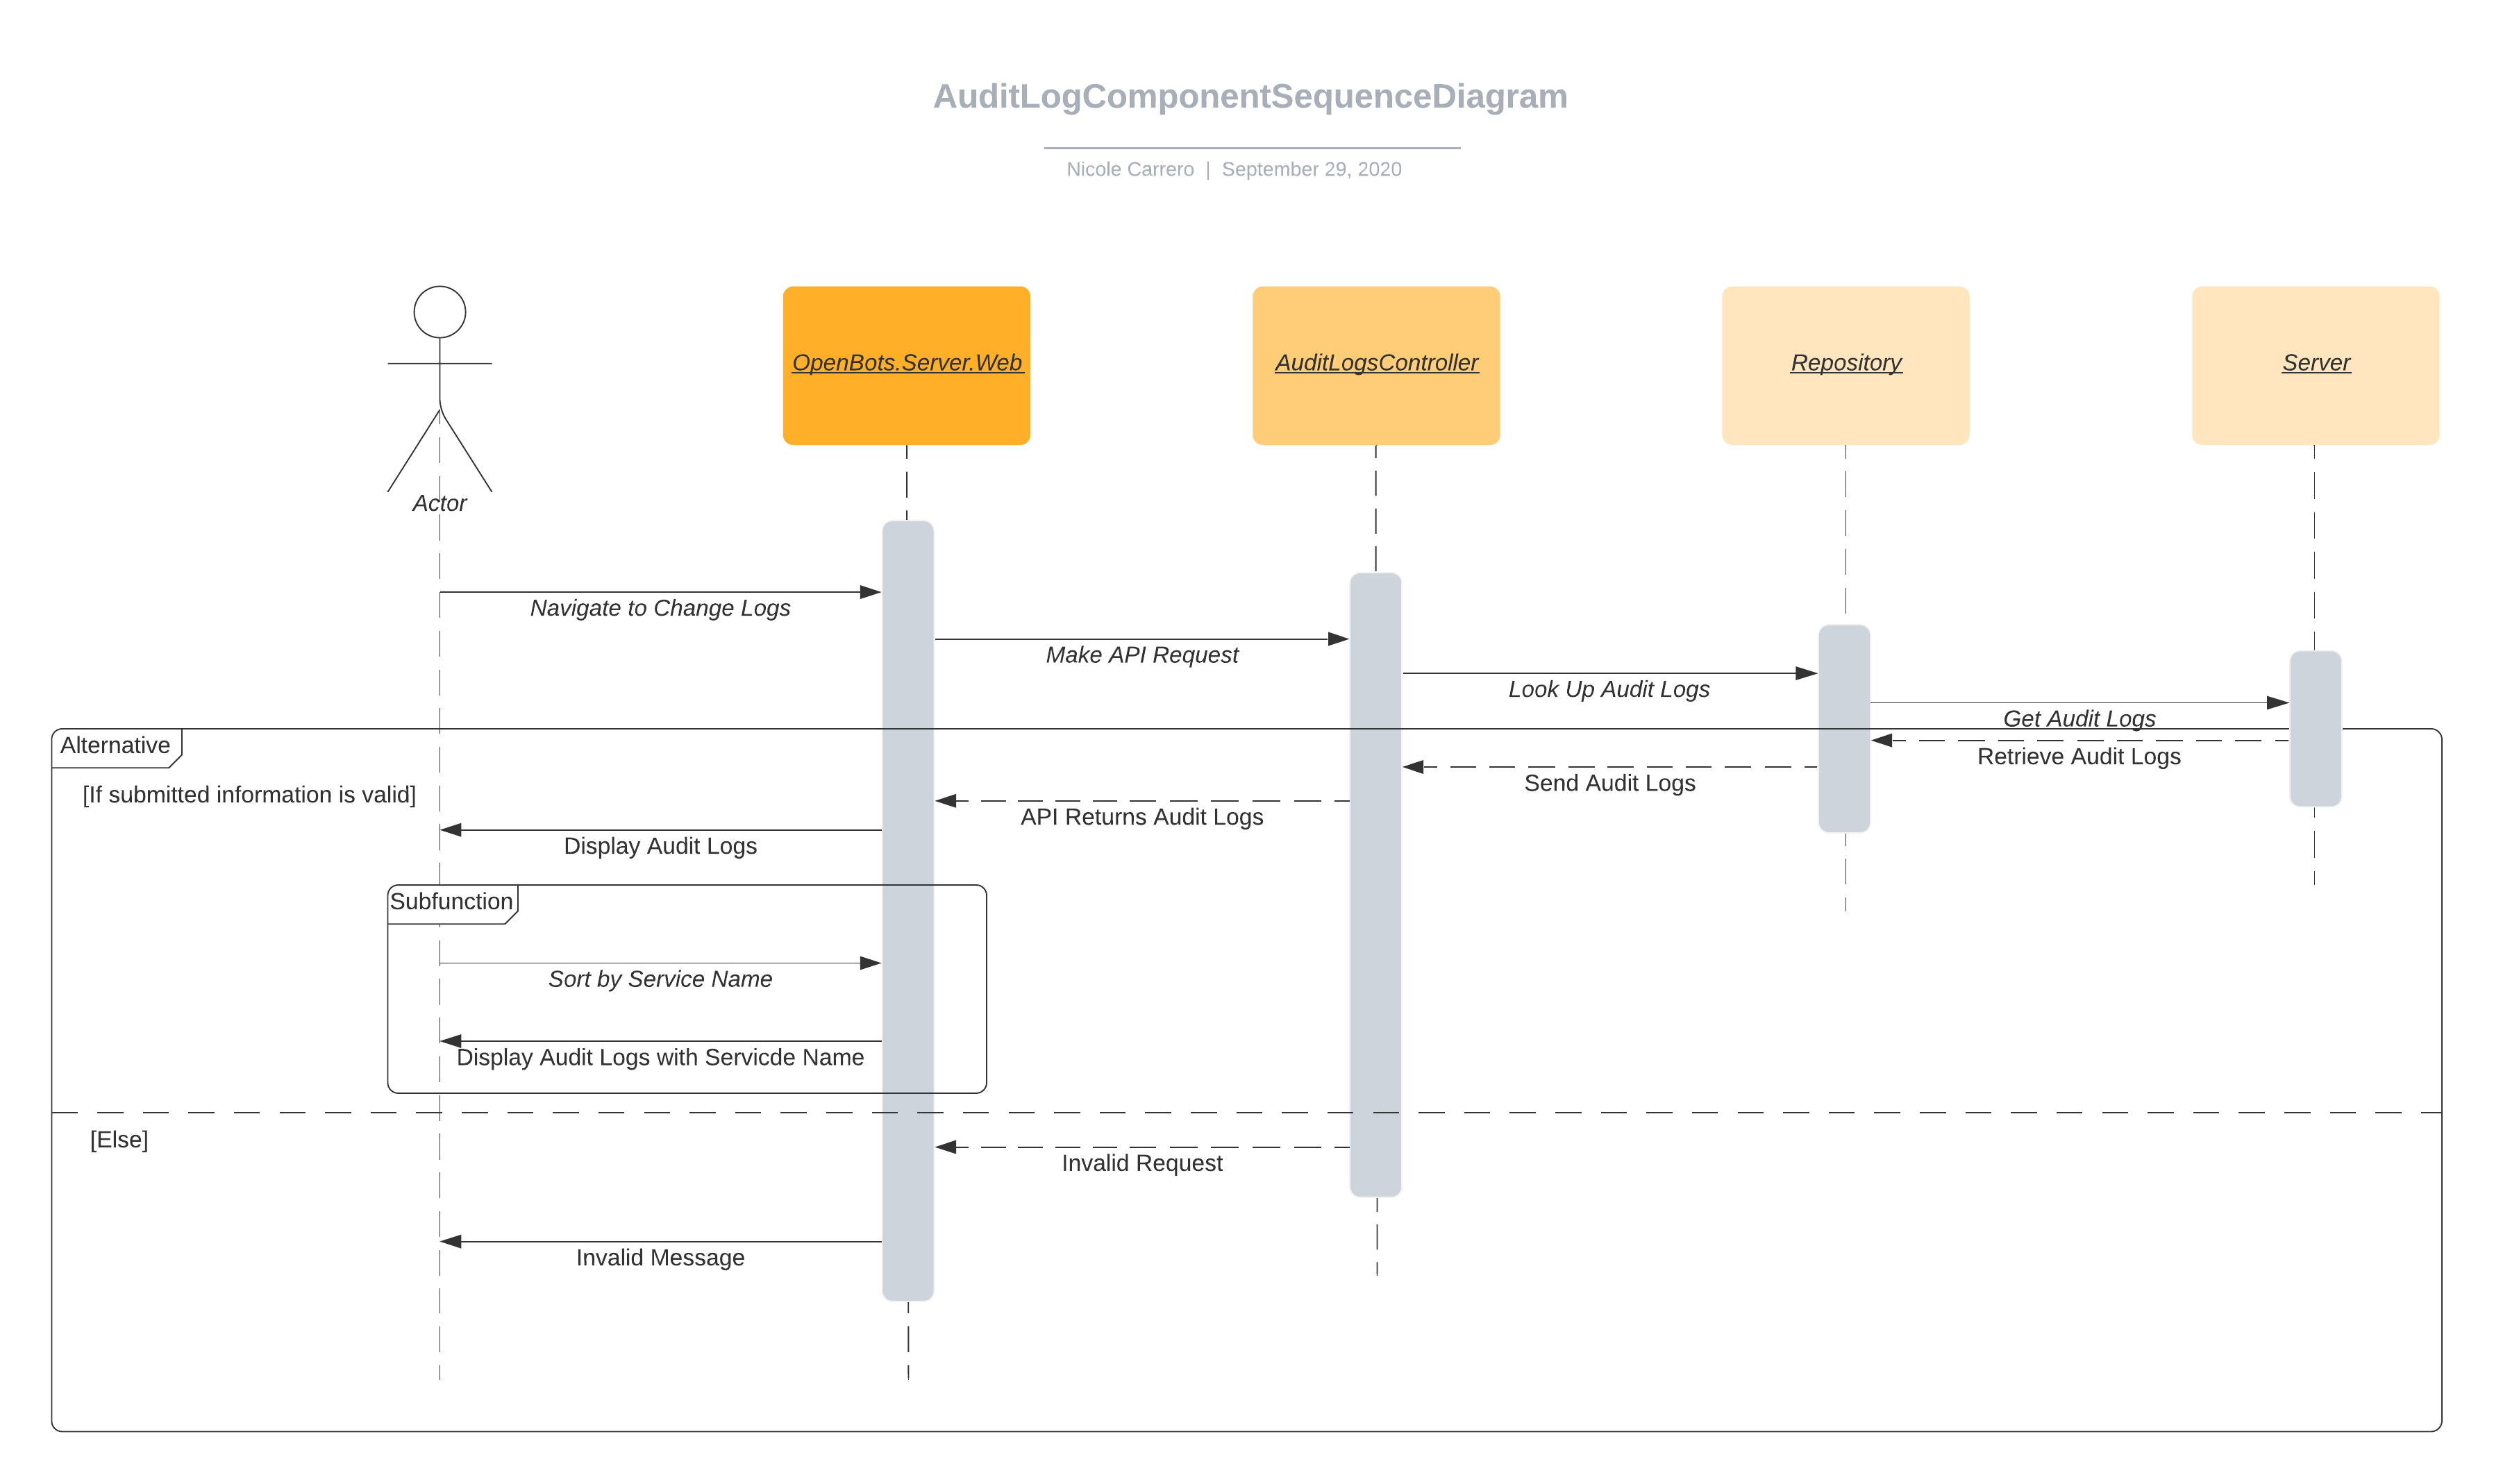 AuditLogComponentSequenceDiagram
Nicole Carrero | September 29, 2020
OpenBots.Server.Web
AuditLogsController
Repository
Server
Actor
Navigate to Change Logs
Make API Request
Look Up Audit Logs
Get Audit Logs
Alternative
Retrieve Audit Logs
Send Audit Logs
[If submitted information is valid]
API Returns Audit Logs
Display Audit Logs
Subfunction
Sort by Service Name
Display Audit Logs with Servicde Name
[Else]
Invalid Request
Invalid Message